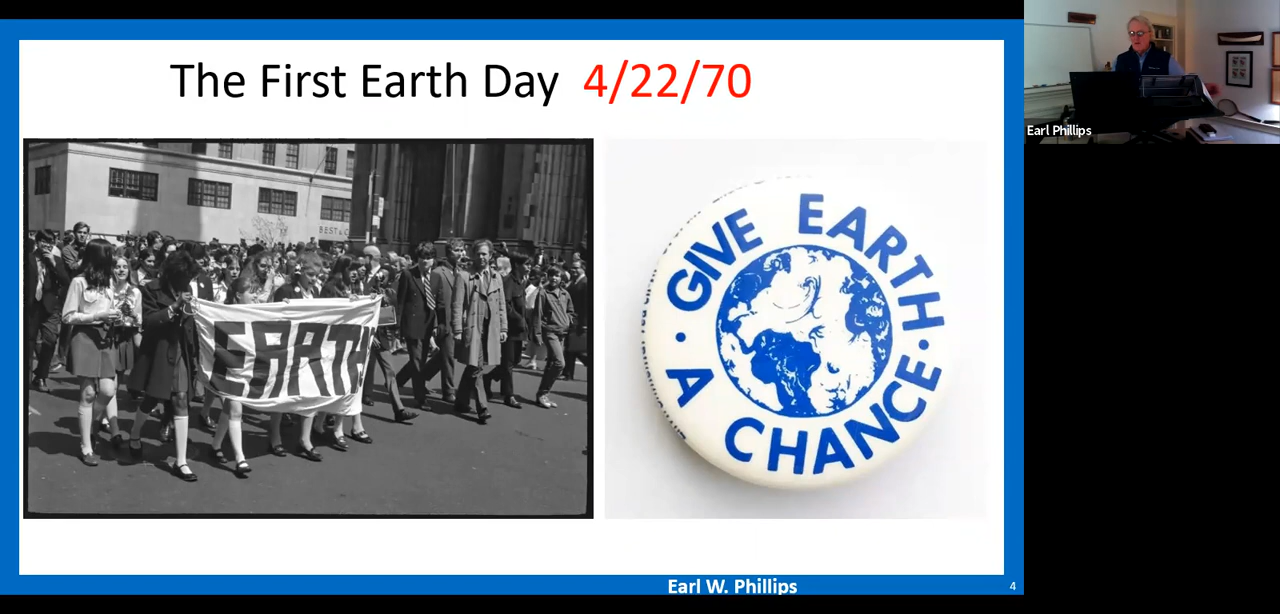 The First Earth Day 4/22/70
BEST & C
EARTH
GIVE EARTH
A CHANCE
Earl W. Phillips
4
Earl Phillips